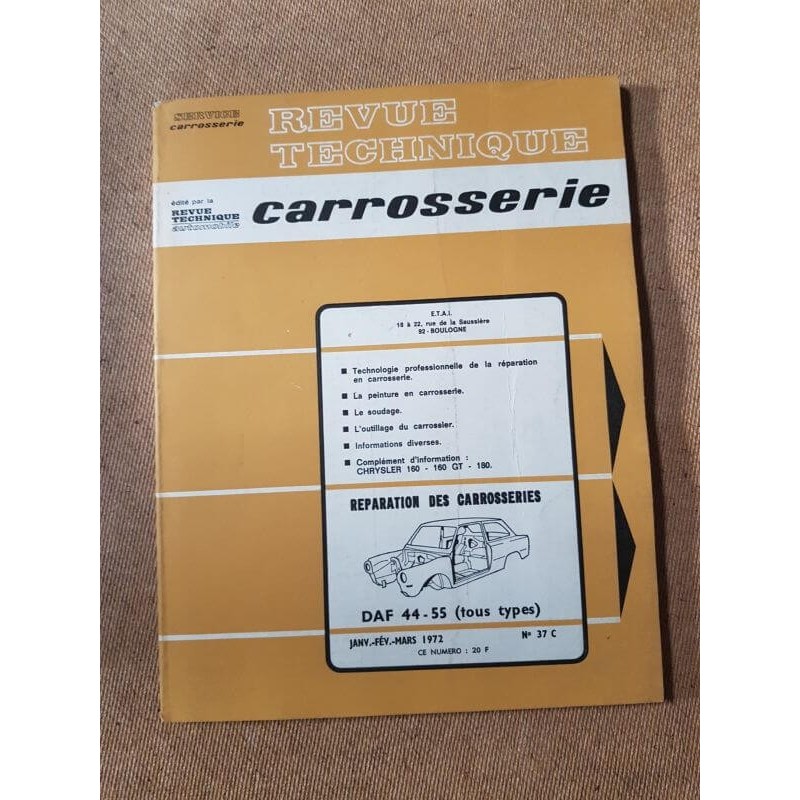 SERVICE
carrosserie
REVUE
TECHNIQUE
édité par la
REVUE
TECHNIQUE
automobile
carrosserie
E.T.A.I.
18 à 22, rue de la Saussière
92 - BOULOGNE
■ Technologie professionnelle de la réparation
en carrosserie.
■ La peinture en carrosserie.
■ Le soudage.
■ L'outillage du carrossier.
■ Informations diverses.
■ Complément d'information :
CHRYSLER 160 - 160 GT - 180.
REPARATION DES CARROSSERIES
DAF 44-55 (tous types)
JANV.-FÉV.-MARS 1972 N° 37 C
CE NUMERO : 20 F